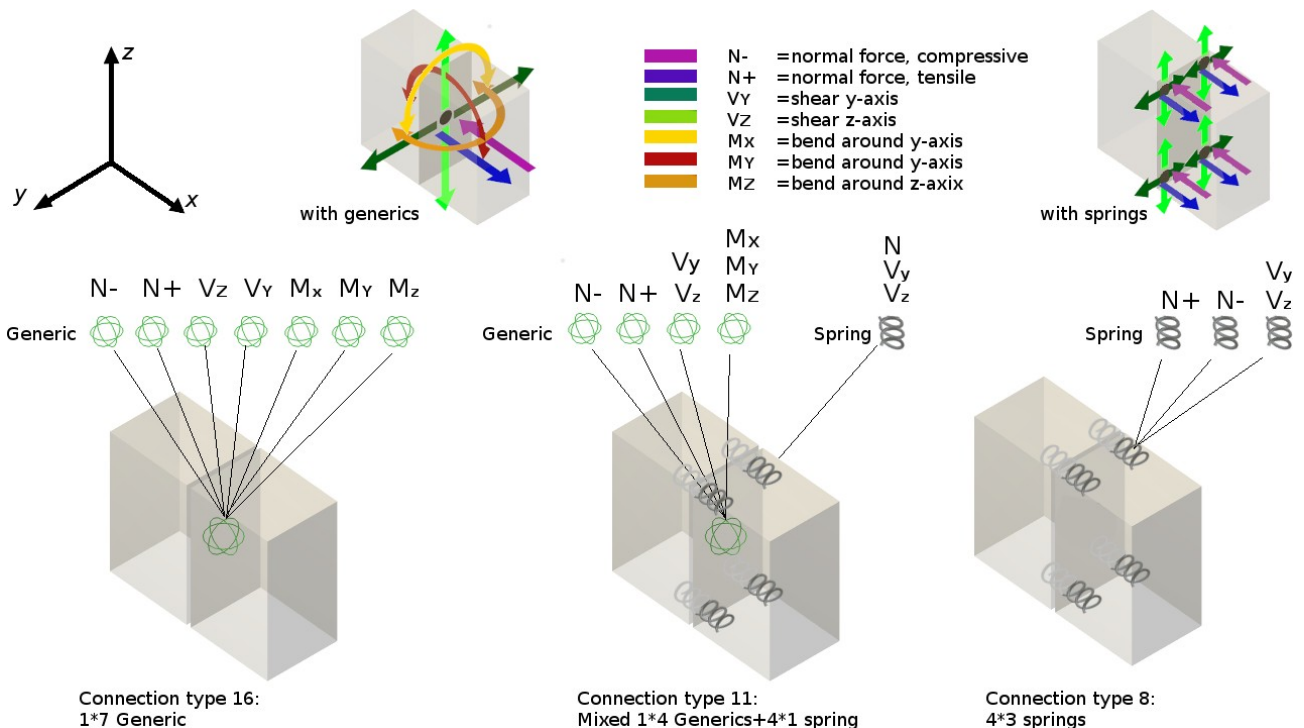 z
y
x
with generics
N- =normal force, compressive
N+ =normal force, tensile
VY =shear y-axis
VZ =shear z-axis
MX =bend around y-axis
MY =bend around y-axis
MZ =bend around z-axix
with springs
Generic
N- N+ VZ VY Mx MY Mz
Generic
N- N+
Vy
Vz
Mx
MY
MZ
Spring
N
Vy
Vz
Spring
N+ N-
Vy
Vz
Connection type 16:
1*7 Generic
Connection type 11:
Mixed 1*4 Generics+4*1 spring
Connection type 8:
4*3 springs